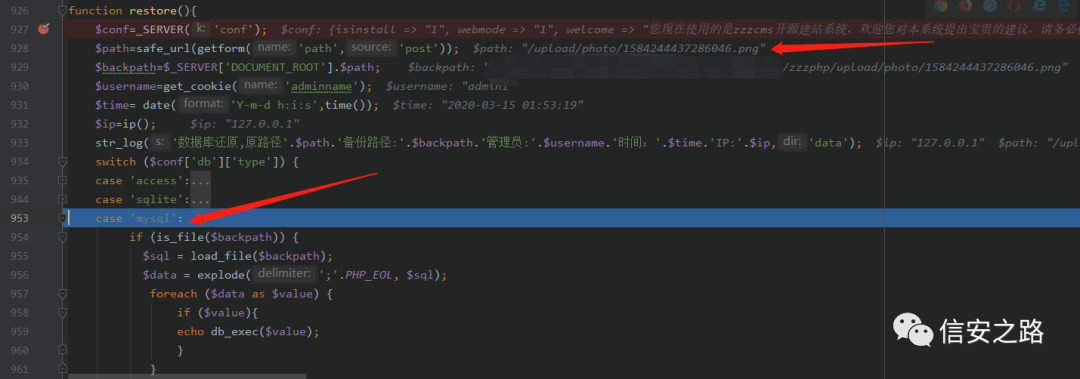 926 function restore(){
927 $conf=_SERVER( k: 'conf'); $conf: {isinstall => "1", webmode => "1", welcome => "您现在使用的是zzzcms开源建站系统，欢迎您对本系统提出宝贵的建议，请务必
928 $path=safe_url(getform( name: 'path', source: 'post')); $path: "/upload/photo/1584244437286046.png"
929 $backpath=$_SERVER['DOCUMENT_ROOT'].$path; $backpath: " /zzzphp/upload/photo/1584244437286046.png"
930 $username=get_cookie( name: 'adminname'); $username: "admin1"
931 $time= date( format: 'Y-m-d h:i:s',time()); $time: "2020-03-15 01:53:19"
932 $ip=ip(); $ip: "127.0.0.1"
933 str_log( s: '数据库还原,原路径'.$path.'备份路径:'.$backpath.'管理员:'.$username.'时间：'.$time.'IP:'.$ip, dir: 'data'); $ip: "127.0.0.1" $path: "/upl
934 switch ($conf['db']['type']) {
935 case 'access':...
944 case 'sqlite':...
953 case 'mysql':
954 if (is_file($backpath)) {
955 $sql = load_file($backpath);
956 $data = explode( delimiter: ';'.PHP_EOL, $sql);
957 foreach ($data as $value) {
958 if ($value){
959 echo db_exec($value);
960 }
961 }
信安之路